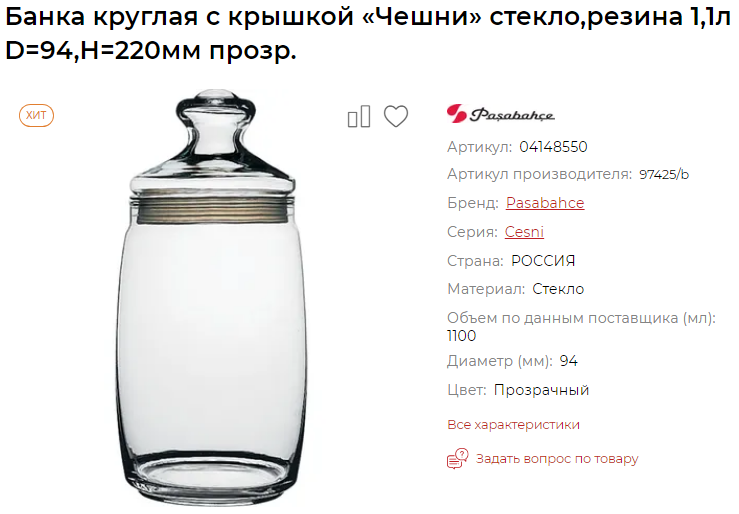 Банка круглая с крышкой «Чешни» стекло,резина 1,1л
D=94,H=220мм прозр.
ХИТ
Paşabahçe
Артикул: 04148550
Артикул производителя: 97425/b
Бренд: Pasabahce
Серия: Cesni
Страна: РОССИЯ
Материал: Стекло
Объем по данным поставщика (мл):
1100
Диаметр (мм): 94
Цвет: Прозрачный
Все характеристики
Задать вопрос по товару